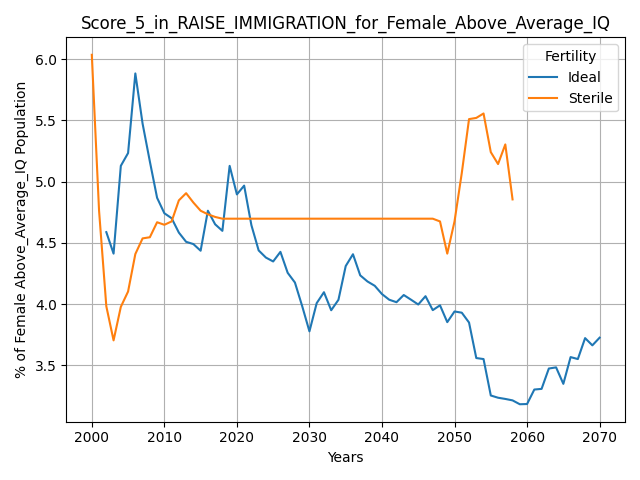 Score_5_in_RAISE_IMMIGRATION_for_Female_Above_Average_IQ
Fertility
Ideal
Sterile
% of Female Above_Average_IQ Population
6.0
5.5
5.0
4.5
4.0
3.5
2000 2010 2020 2030 2040 2050 2060 2070
Years